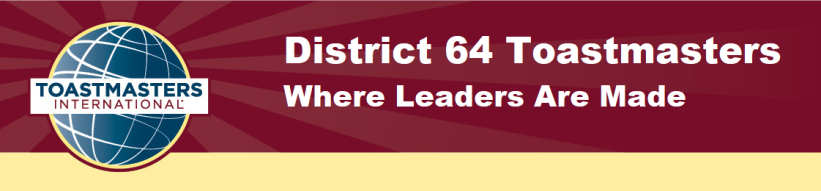 TOASTMASTERS
INTERNATIONAL
District 64 Toastmasters
Where Leaders Are Made